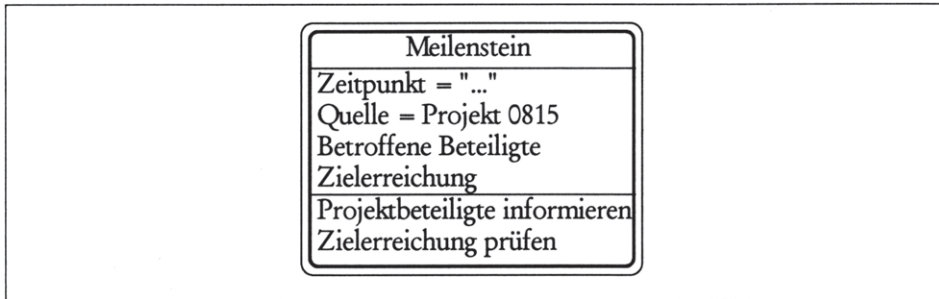 Meilenstein
Zeitpunkt = "..."
Quelle = Projekt 0815
Betroffene Beteiligte
Zielerreichung
Projektbeteiligte informieren
Zielerreichung prüfen